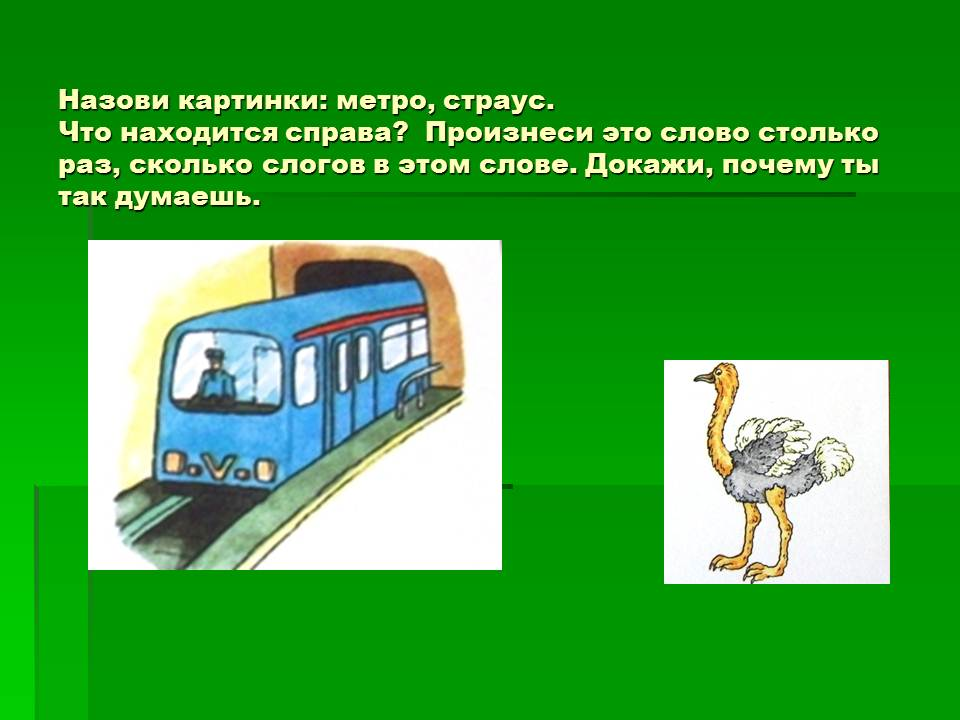 Назови картинки: метро, страус.
Что находится справа? Произнеси это слово столько
раз, сколько слогов в этом слове. Докажи, почему ты
так думаешь.